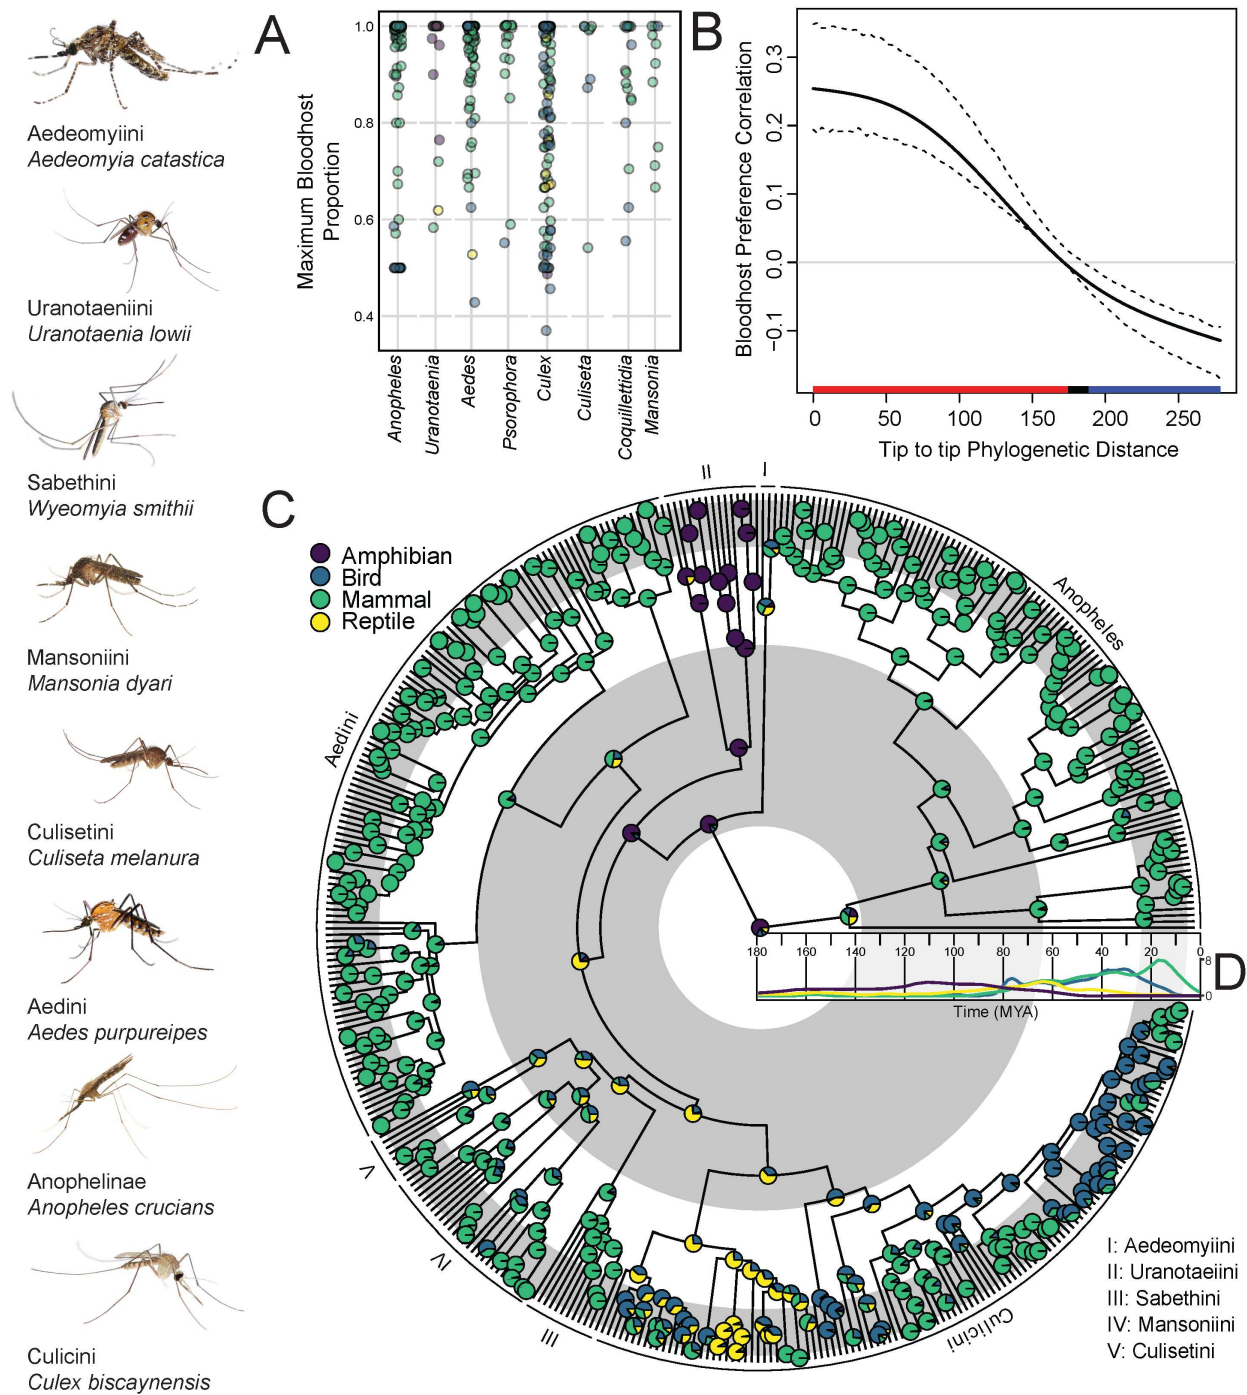 Aedeomyiini
Aedeomyia catastica
Uranotaeniini
Uranotaenia lowii
Sabethini
Wyeomyia smithii
Mansoniini
Mansonia dyari
Culisetini
Culiseta melanura
Aedini
Aedes purpureipes
Anophelinae
Anopheles crucians
Culicini
Culex biscaynensis
A
Maximum Bloodhost
Proportion
1.0
0.8
0.6
0.4
Anopheles
Uranotaenia
Aedes
Psorophora
Culex
Culiseta
Coquillettidia
Mansonia
B
Bloodhost Preference Correlation
0.3
0.2
0.1
0.0
−0.1
0
50
100
150
200
250
Tip to tip Phylogenetic Distance
C
Amphibian
Bird
Mammal
Reptile
II
I
Anopheles
Aedini
V
IV
III
Culicini
D
180
160
140
120
100
80
60
40
20
0
8
0
Time (MYA)
I: Aedeomyiini
II: Uranotaeiini
III: Sabethini
IV: Mansoniini
V: Culisetini